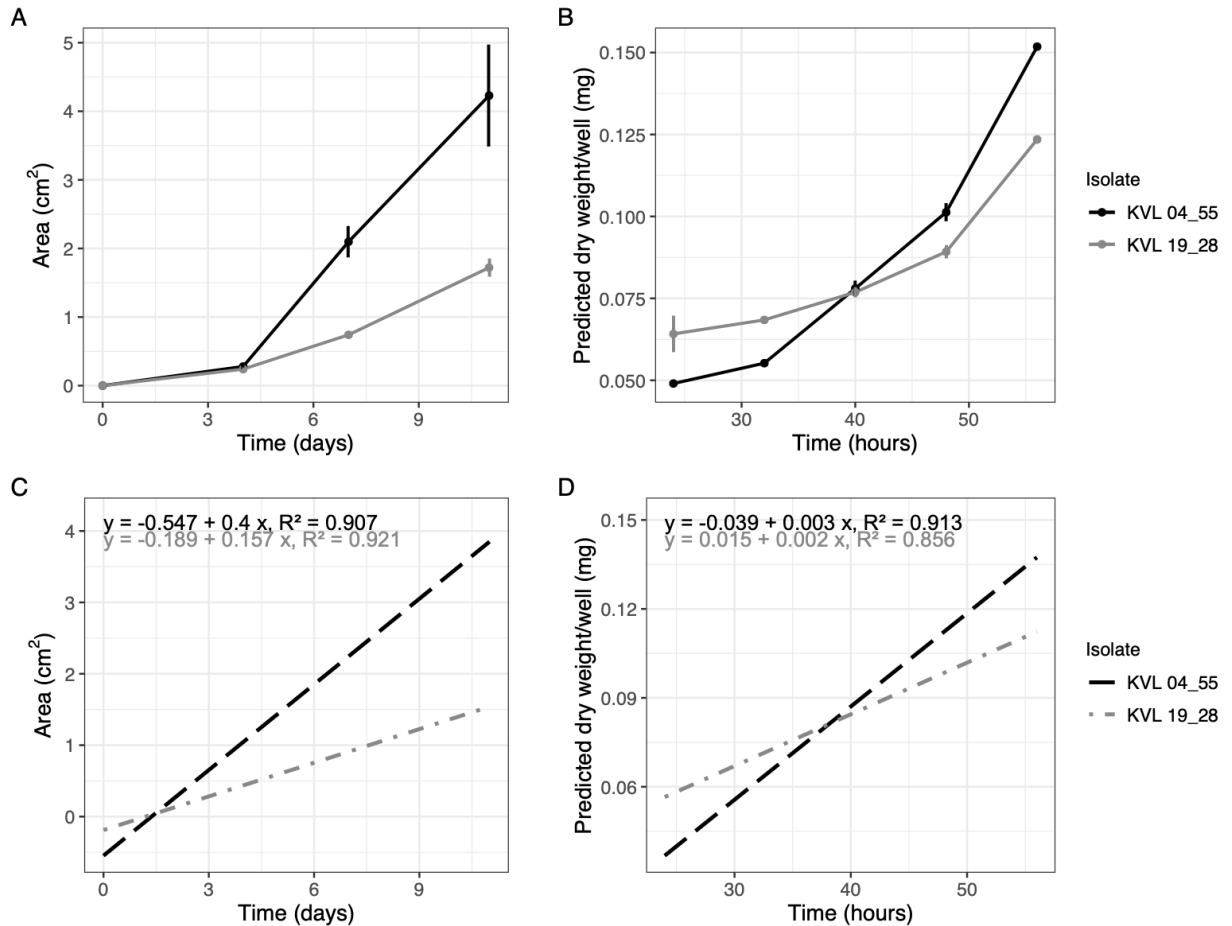 A
B
5
4
3
2
1
0
Area (cm²)
0
3
6
9
Time (days)
0.150
0.125
0.100
0.075
0.050
Predicted dry weight/well (mg)
30
40
50
Time (hours)
Isolate
KVL 04_55
KVL 19_28
C
D
y = -0.547 + 0.4 x, R² = 0.907
y = -0.189 + 0.157 x, R² = 0.921
4
3
2
1
0
Area (cm²)
0
3
6
9
Time (days)
y = -0.039 + 0.003 x, R² = 0.913
y = 0.015 + 0.002 x, R² = 0.856
0.15
0.12
0.09
0.06
Predicted dry weight/well (mg)
30
40
50
Time (hours)
Isolate
KVL 04_55
KVL 19_28